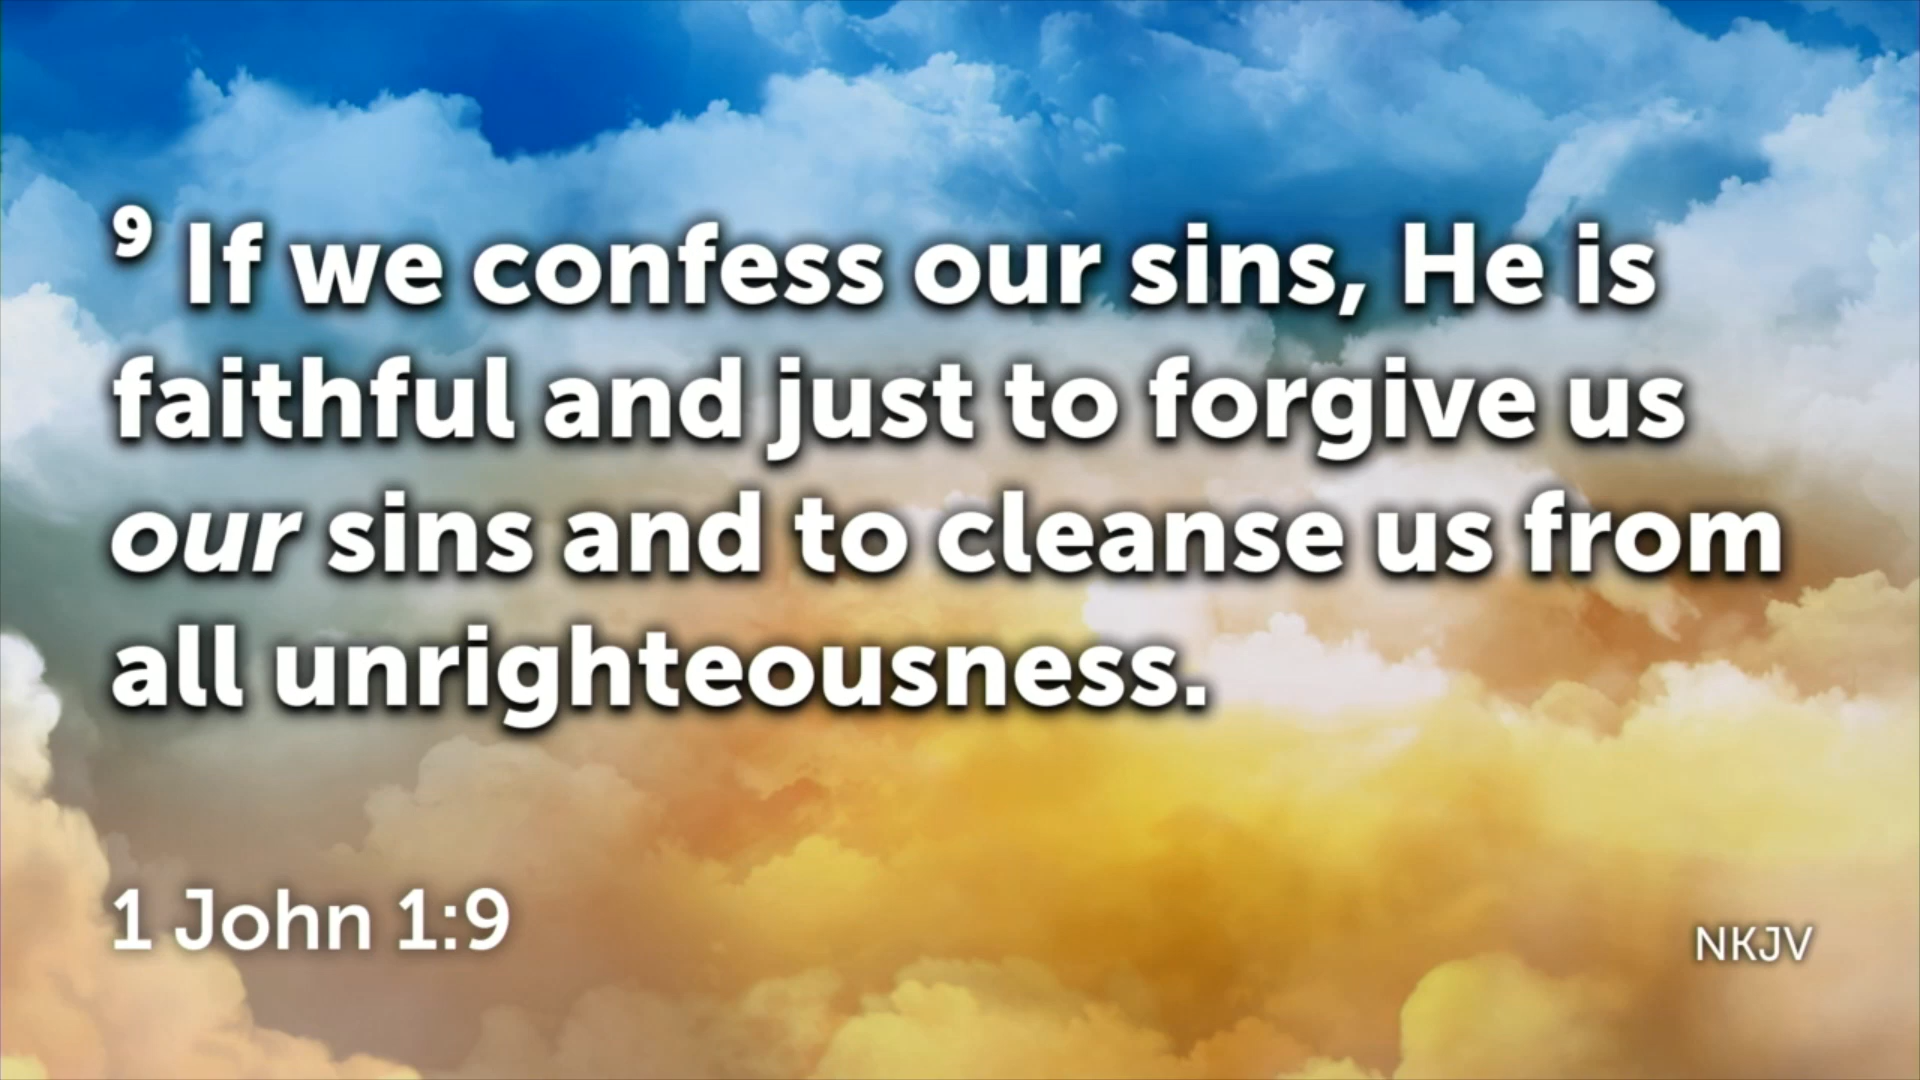 9 If we confess our sins, He is
faithful and just to forgive us
our sins and to cleanse us from
all unrighteousness.
1 John 1:9
NKJV